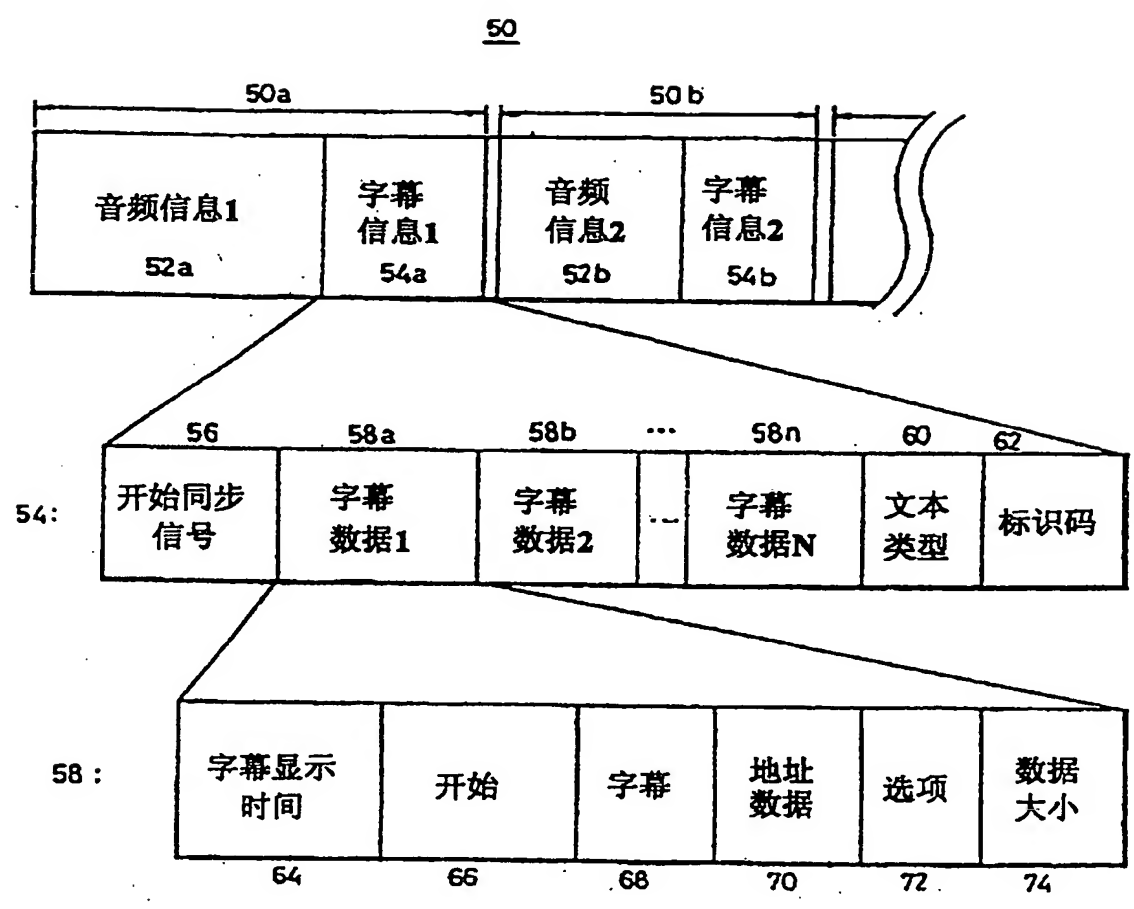 50
50a
50b
音频信息1
52a
字幕
信息1
54a
音频
信息2
52b
字幕
信息2
54b
56
58a
58b
...
58n
60
62
54:
开始同步
信号
字幕
数据1
字幕
数据2
...
字幕
数据N
文本
类型
标识码
58:
字幕显示
时间
开始
字幕
地址
数据
选项
数据
大小
64
66
68
70
72
74